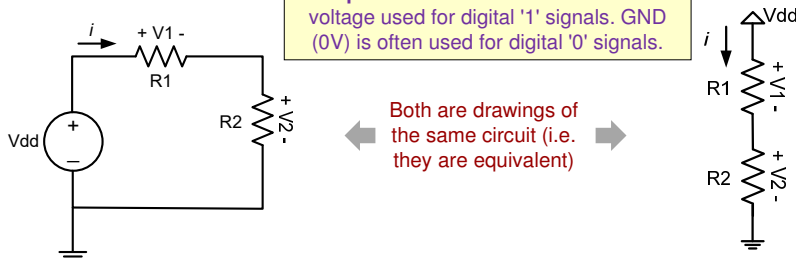 voltage used for digital '1' signals. GND
(0V) is often used for digital '0' signals.
i
+ V1 -
R1
R2
+ V2 -
Vdd
+
–
Both are drawings of
the same circuit (i.e.
they are equivalent)
Vdd
i
R1
+ V1 -
R2
+ V2 -